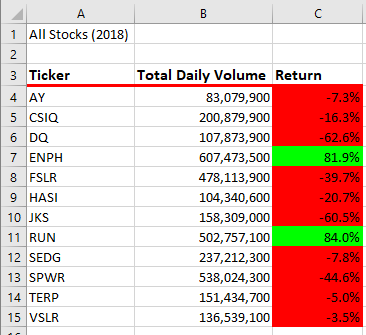 A B C
1 All Stocks (2018)
2
3 Ticker Total Daily Volume Return
4 AY 83,079,900 -7.3%
5 CSIQ 200,879,900 -16.3%
6 DQ 107,873,900 -62.6%
7 ENPH 607,473,500 81.9%
8 FSLR 478,113,900 -39.7%
9 HASI 104,340,600 -20.7%
10 JKS 158,309,000 -60.5%
11 RUN 502,757,100 84.0%
12 SEDG 237,212,300 -7.8%
13 SPWR 538,024,300 -44.6%
14 TERP 151,434,700 -5.0%
15 VSLR 136,539,100 -3.5%